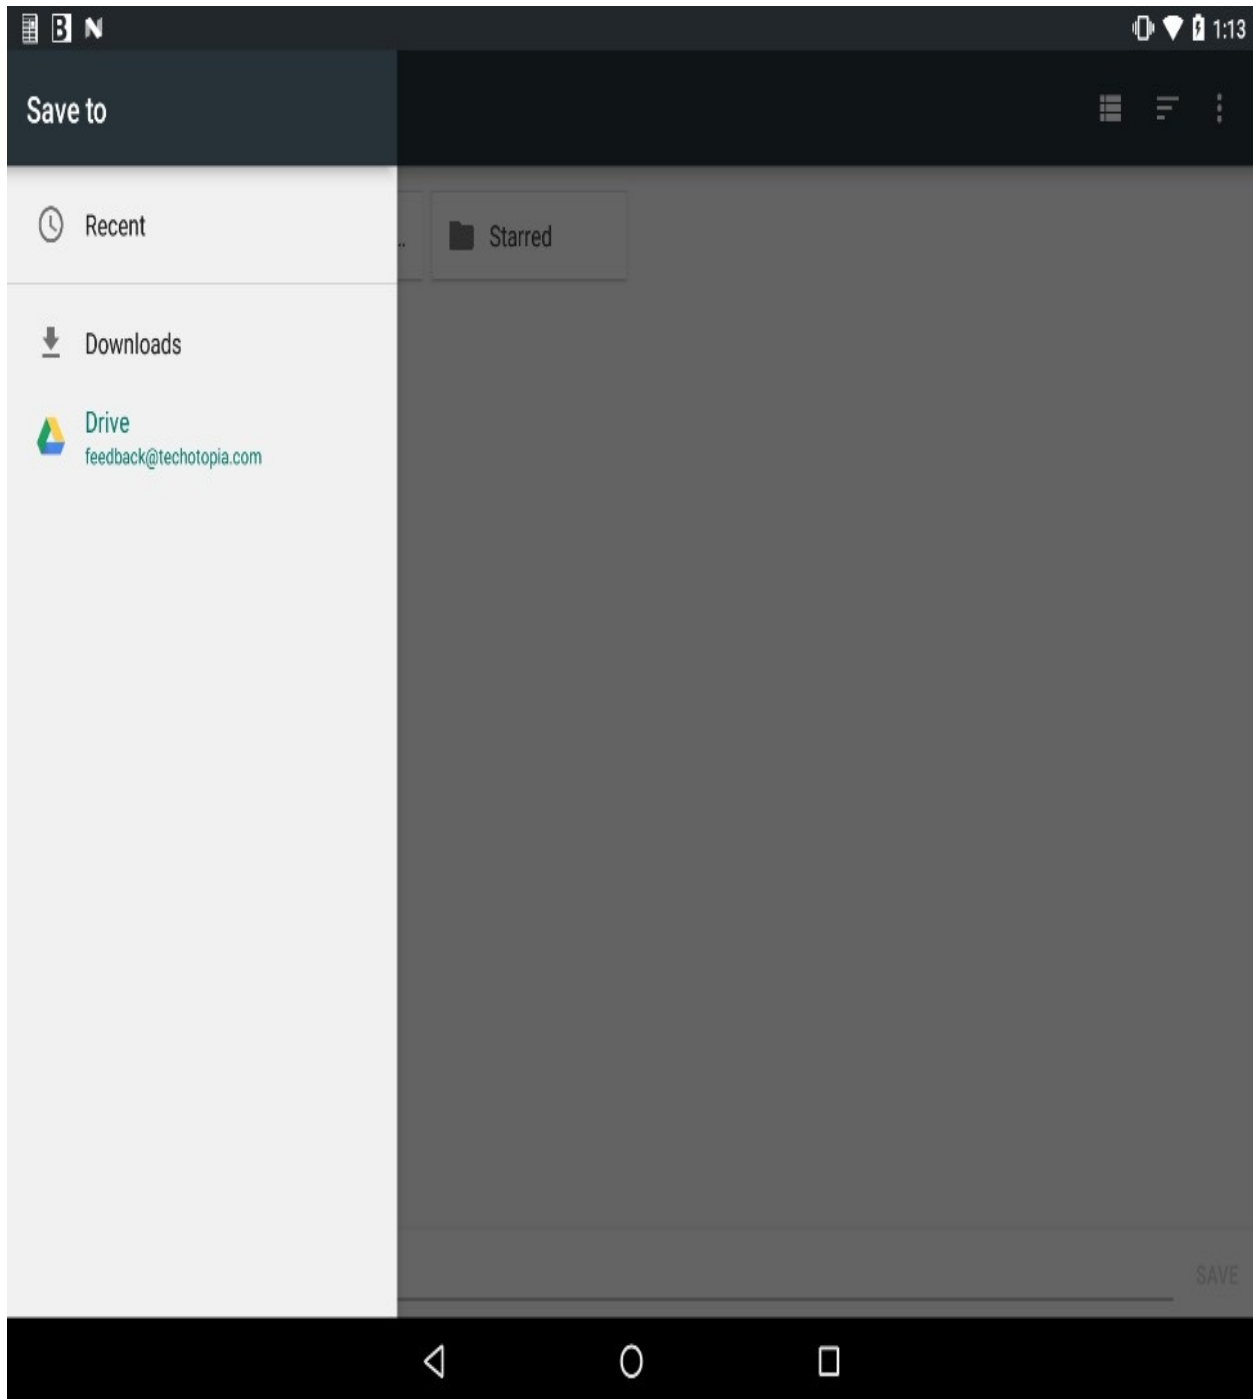 1:13
Save to
Recent
.. Starred
Downloads
Drive
feedback@techotopia.com
SAVE